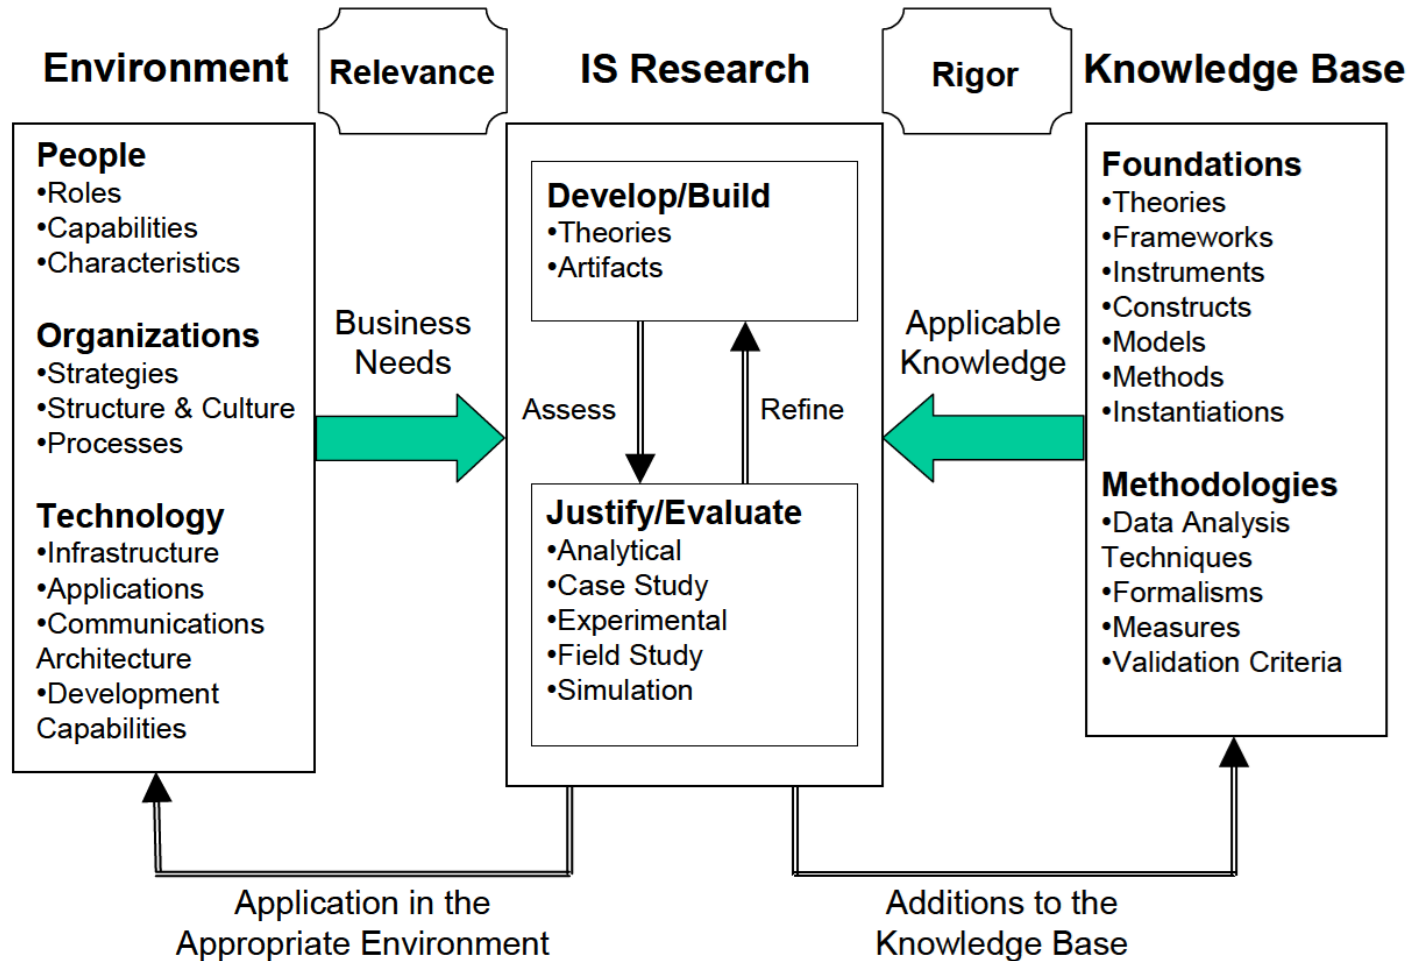 Environment
Relevance
IS Research
Rigor
Knowledge Base
People
•Roles
•Capabilities
•Characteristics
Organizations
•Strategies
•Structure & Culture
•Processes
Technology
•Infrastructure
•Applications
•Communications
Architecture
•Development
Capabilities
Business
Needs
Develop/Build
•Theories
•Artifacts
Assess
Refine
Justify/Evaluate
•Analytical
•Case Study
•Experimental
•Field Study
•Simulation
Applicable
Knowledge
Foundations
•Theories
•Frameworks
•Instruments
•Constructs
•Models
•Methods
•Instantiations
Methodologies
•Data Analysis
Techniques
•Formalisms
•Measures
•Validation Criteria
Application in the
Appropriate Environment
Additions to the
Knowledge Base